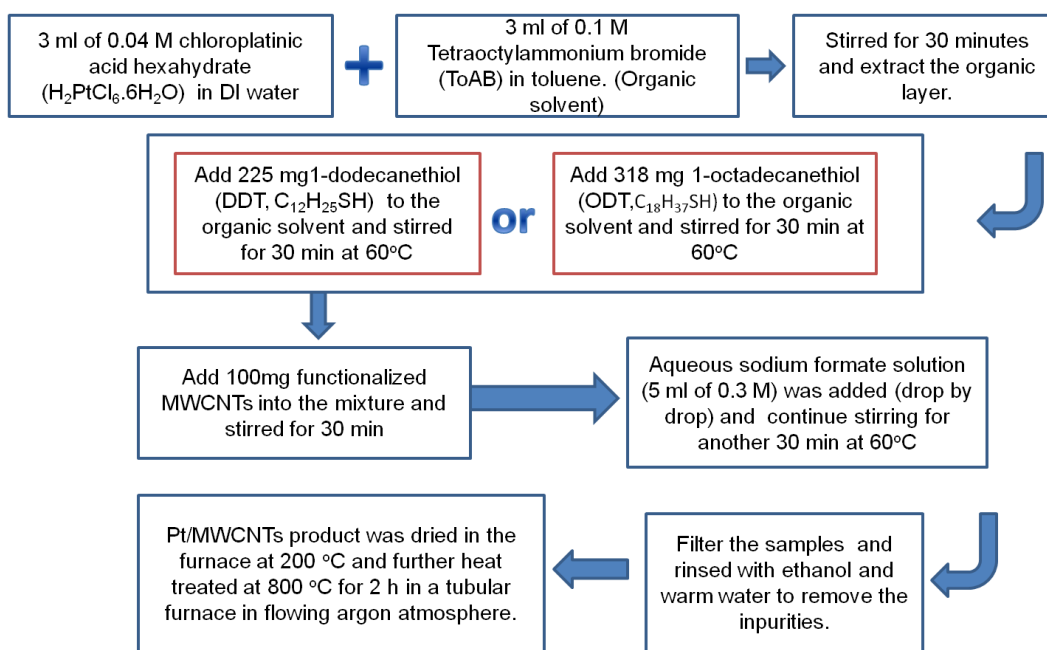 3 ml of 0.04 M chloroplatinic
acid hexahydrate
(H₂PtCl₆.6H₂O) in DI water
3 ml of 0.1 M
Tetraoctylammonium bromide
(ToAB) in toluene. (Organic
solvent)
Stirred for 30 minutes
and extract the organic
layer.
Add 225 mg1-dodecanethiol
(DDT, C₁₂H₂₅SH) to the
organic solvent and stirred
for 30 min at 60°C
or
Add 318 mg 1-octadecanethiol
(ODT,C₁₈H₃₇SH) to the organic
solvent and stirred for 30 min at
60°C
Add 100mg functionalized
MWCNTs into the mixture and
stirred for 30 min
Aqueous sodium formate solution
(5 ml of 0.3 M) was added (drop by
drop) and continue stirring for
another 30 min at 60°C
Filter the samples and
rinsed with ethanol and
warm water to remove the
inpurities.
Pt/MWCNTs product was dried in the
furnace at 200 °C and further heat
treated at 800 °C for 2 h in a tubular
furnace in flowing argon atmosphere.